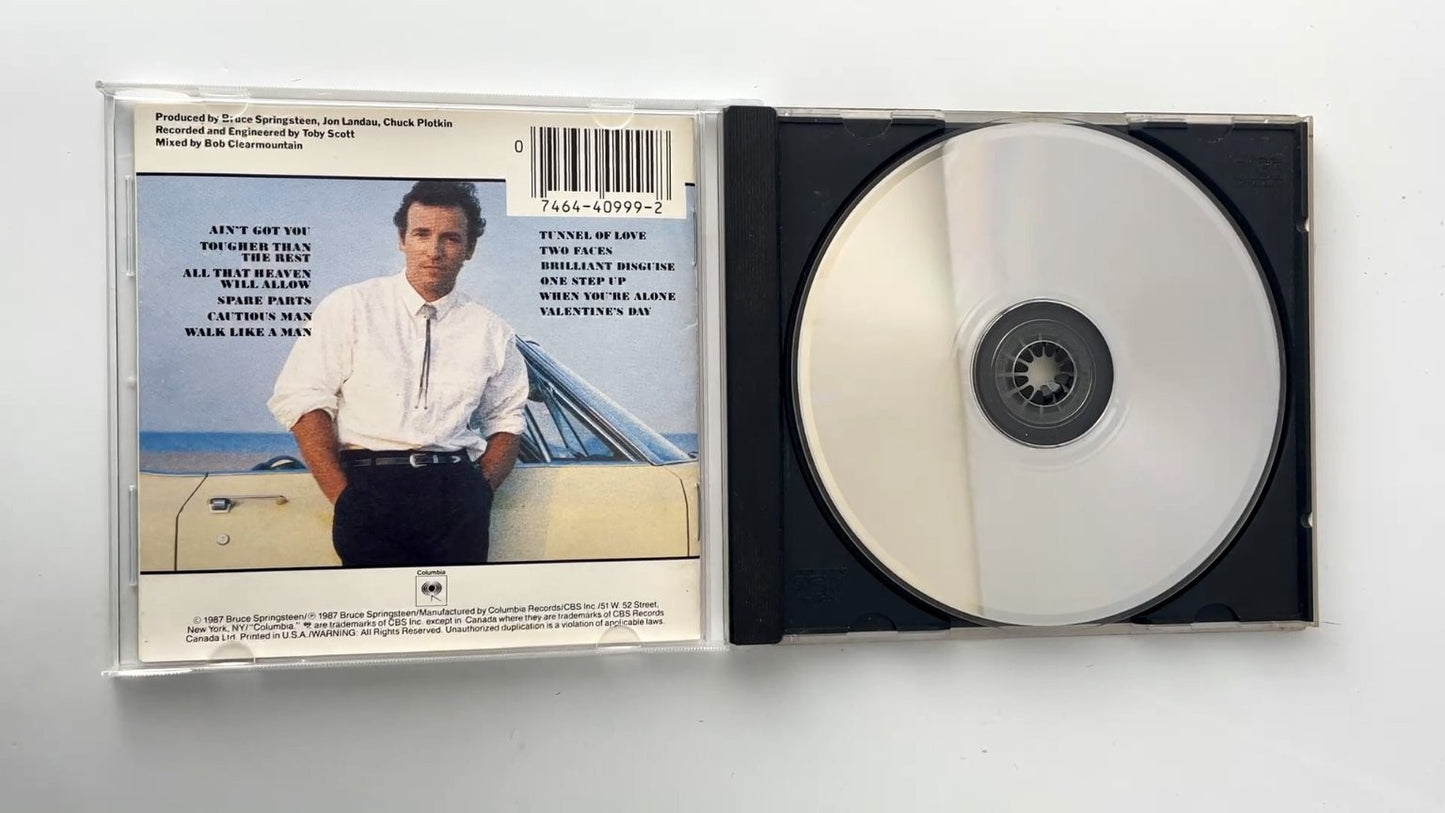 Produced by Bruce Springsteen, Jon Landau, Chuck Plotkin
Recorded and Engineered by Toby Scott
Mixed by Bob Clearmountain
0
7464-40999-2
AIN'T GOT YOU
TOUGHER THAN
THE REST
ALL THAT HEAVEN
WILL ALLOW
SPARE PARTS
CAUTIOUS MAN
WALK LIKE A MAN
TUNNEL OF LOVE
TWO FACES
BRILLIANT DISGUISE
ONE STEP UP
WHEN YOU'RE ALONE
VALENTINE'S DAY
Columbia
© 1987 Bruce Springsteen/℗ 1987 Bruce Springsteen/Manufactured by Columbia Records/CBS Inc./51 W. 52 Street,
New York, NY/"Columbia," are trademarks of CBS Inc. except in Canada where they are trademarks of CBS Records
Canada Ltd. Printed in U.S.A./WARNING: All Rights Reserved. Unauthorized duplication is a violation of applicable laws.